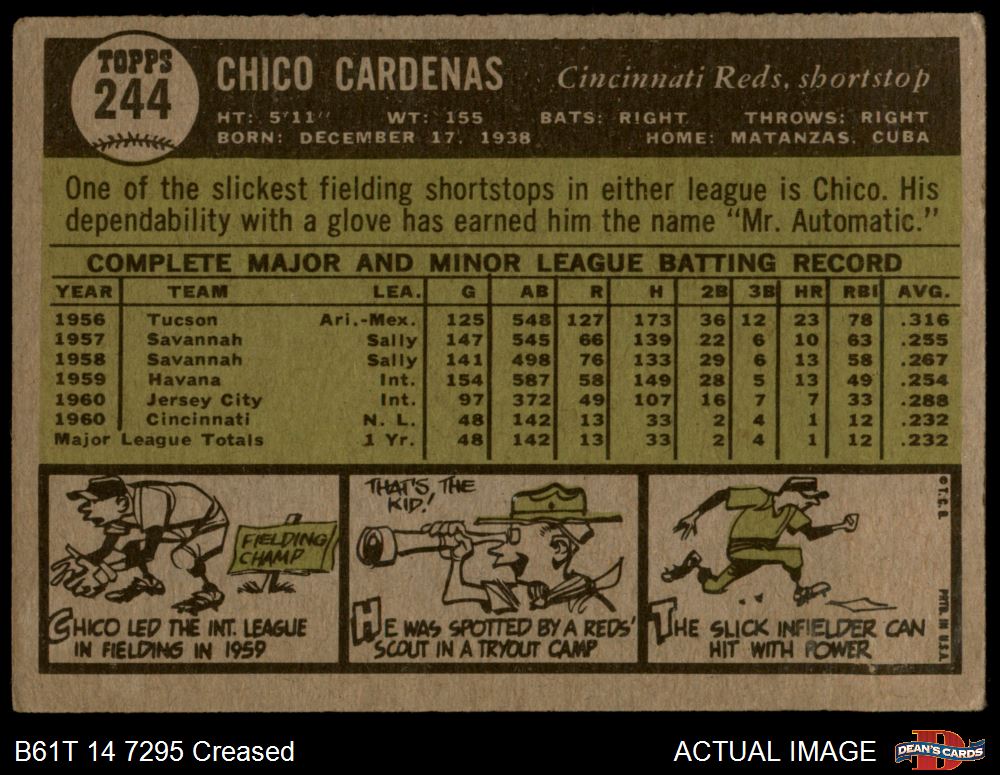 TOPPS
244
CHICO CARDENAS
Cincinnati Reds, shortstop
HT: 5'11" WT: 155 BATS: RIGHT THROWS: RIGHT
BORN: DECEMBER 17, 1938 HOME: MATANZAS, CUBA
One of the slickest fielding shortstops in either league is Chico. His
dependability with a glove has earned him the name "Mr. Automatic."
COMPLETE MAJOR AND MINOR LEAGUE BATTING RECORD
YEAR TEAM LEA. G AB R H 2B 3B HR RBI AVG.
1956 Tucson Ari.-Mex. 125 548 127 173 36 12 23 78 .316
1957 Savannah Sally 147 545 66 139 22 6 10 63 .255
1958 Savannah Sally 141 498 76 133 29 6 13 58 .267
1959 Havana Int. 154 587 58 149 28 5 13 49 .254
1960 Jersey City Int. 97 372 49 107 16 7 7 33 .288
1960 Cincinnati N. L. 48 142 13 33 2 4 1 12 .232
Major League Totals 1 Yr. 48 142 13 33 2 4 1 12 .232
FIELDING
CHAMP
CHICO LED THE INT. LEAGUE
IN FIELDING IN 1959
THAT'S THE
KID!
HE WAS SPOTTED BY A REDS'
SCOUT IN A TRYOUT CAMP
THE SLICK INFIELDER CAN
HIT WITH POWER
© T.C.G.
PRTD. IN U.S.A.
B61T 14 7295 Creased
ACTUAL IMAGE
D
DEAN'S CARDS